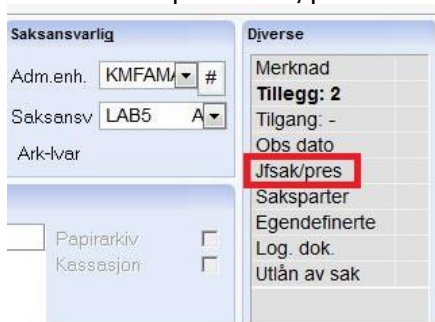 Saksansvarlig
Adm.enh. KMFAMA #
Saksansv LAB5 A
Ark-Ivar
Papirarkiv
Kassasjon
Diverse
Merknad
Tillegg: 2
Tilgang: -
Obs dato
Jfsak/pres
Saksparter
Egendefinerte
Log. dok.
Utlån av sak